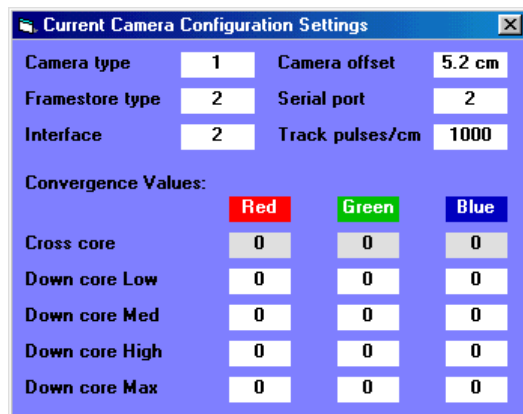 Current Camera Configuration Settings
Camera type 1 Camera offset 5.2 cm
Framestore type 2 Serial port 2
Interface 2 Track pulses/cm 1000
Convergence Values:
Red Green Blue
Cross core 0 0 0
Down core Low 0 0 0
Down core Med 0 0 0
Down core High 0 0 0
Down core Max 0 0 0